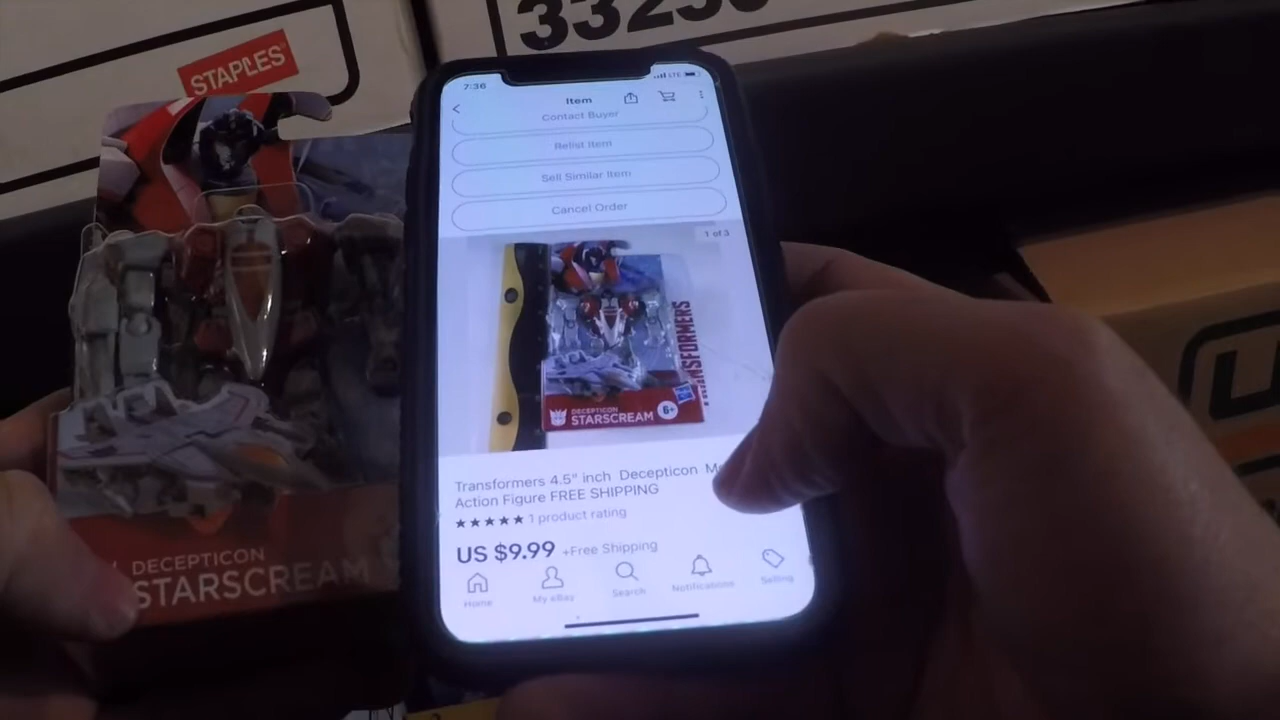 STAPLES
7:36
LTE
Item
Contact Buyer
Relist Item
Sell Similar Item
Cancel Order
1 of 3
TRANSFORMERS
DECEPTICON
STARSCREAM
6+
Transformers 4.5" inch Decepticon
Action Figure FREE SHIPPING
★★★★★ 1 product rating
US $9.99 +Free Shipping
Home
My eBay
Search
Notifications
Selling
DECEPTICON
STARSCREAM